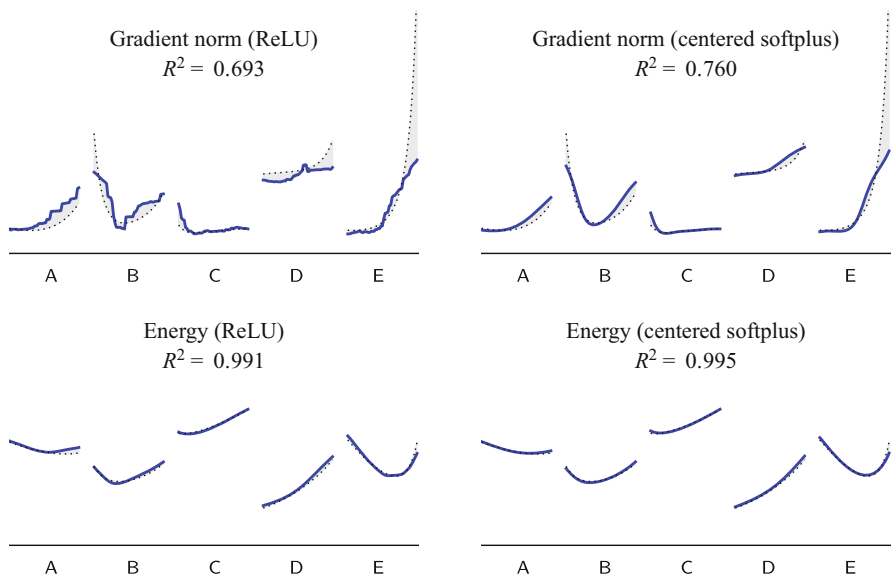 Gradient norm (ReLU)
R² = 0.693
A B C D E
Gradient norm (centered softplus)
R² = 0.760
A B C D E
Energy (ReLU)
R² = 0.991
A B C D E
Energy (centered softplus)
R² = 0.995
A B C D E